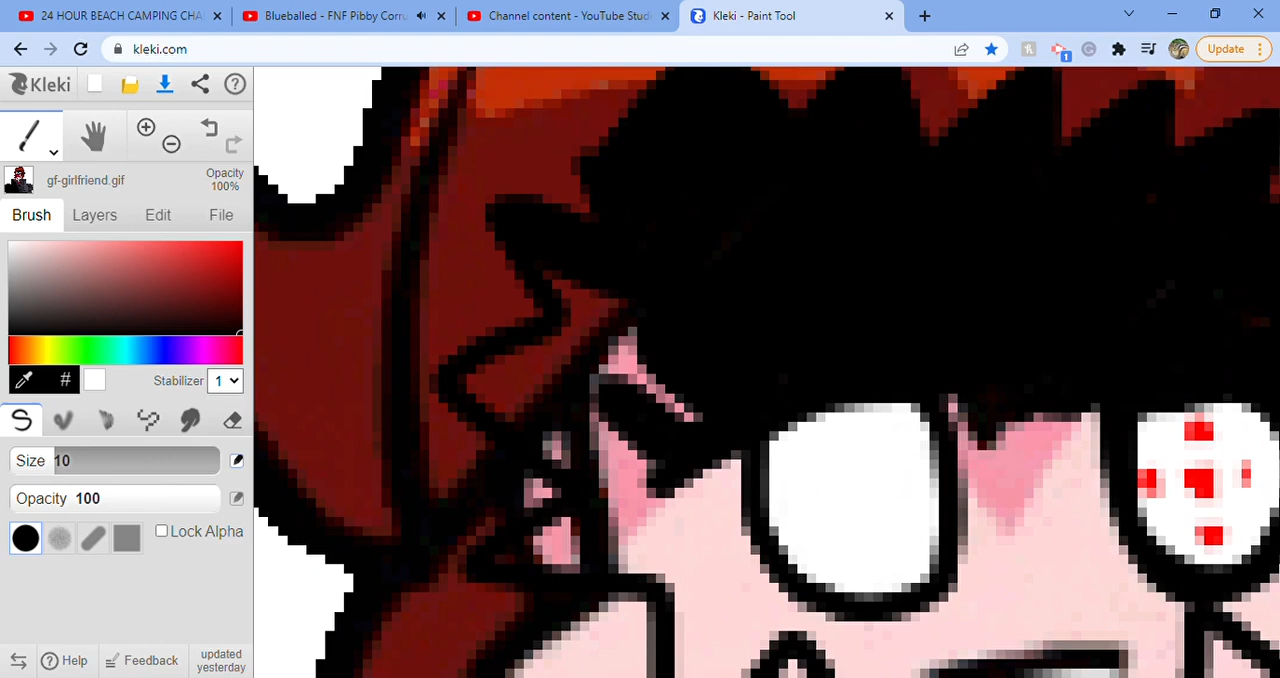 24 HOUR BEACH CAMPING CHA
Blueballed - FNF Pibby Corru
Channel content - YouTube Studi
Kleki - Paint Tool
kleki.com
1
Update
Kleki
gf-girlfriend.gif
Opacity
100%
Brush Layers Edit File
#
Stabilizer 1
Size 10
Opacity 100
Lock Alpha
Help Feedback updated
yesterday